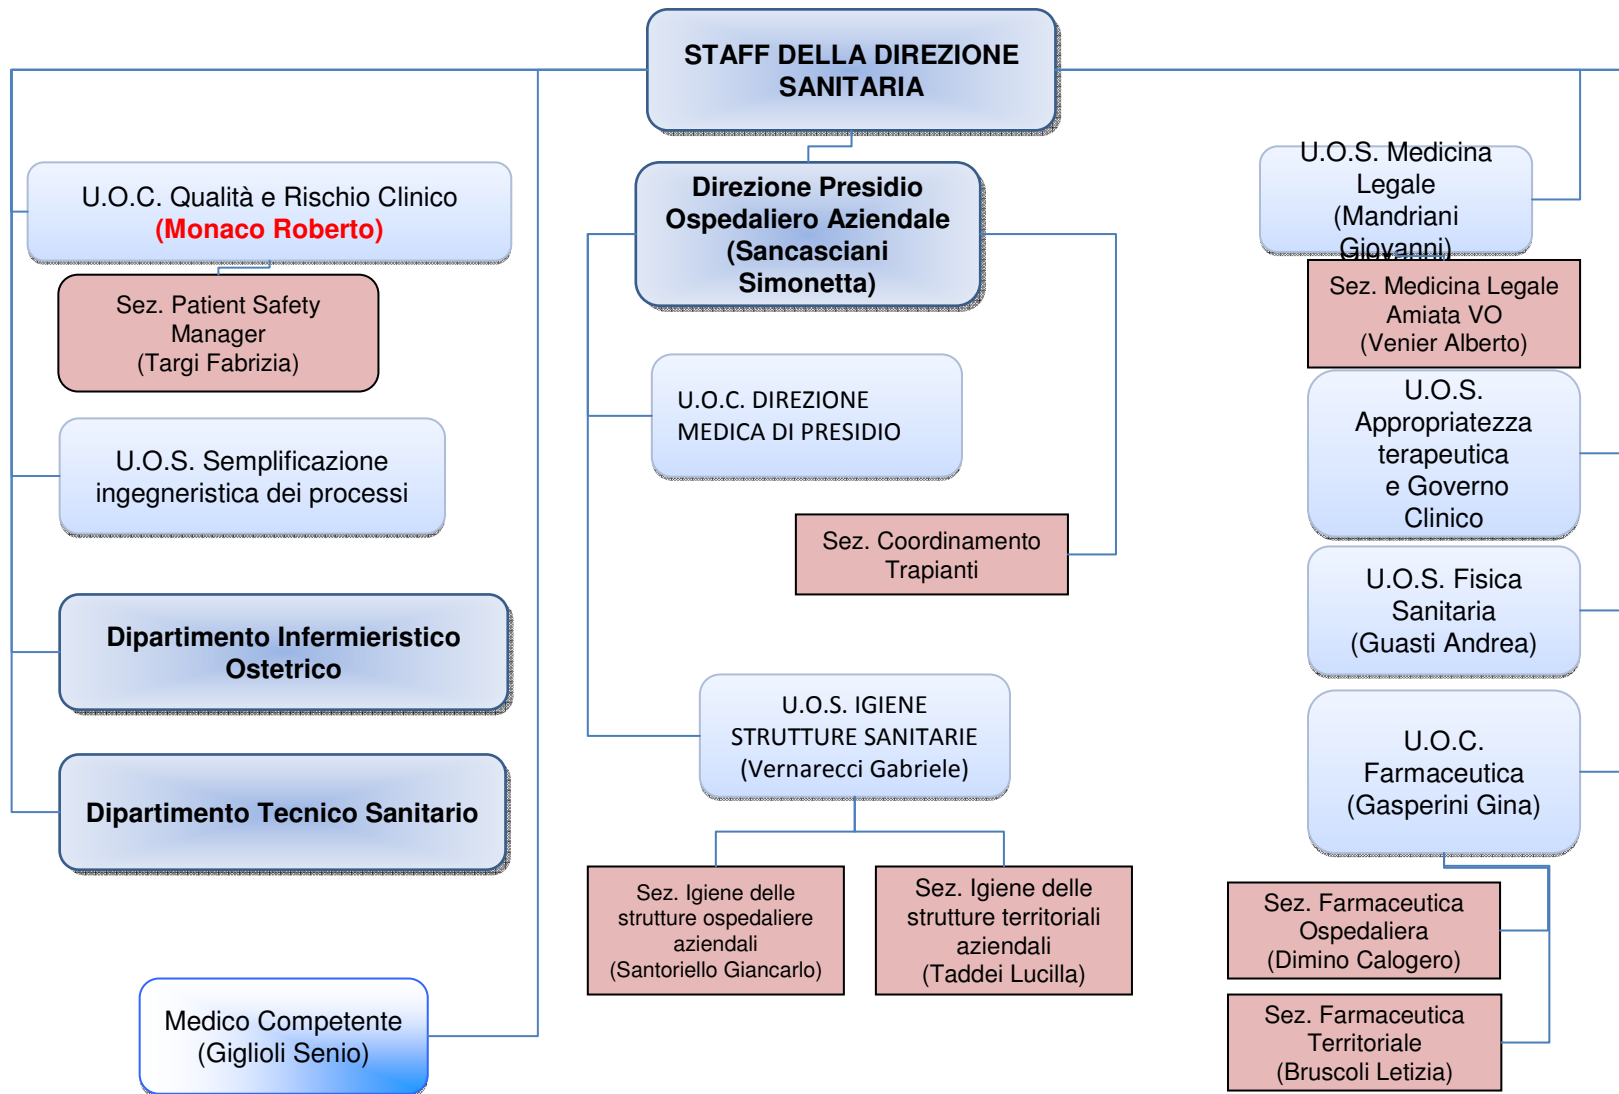 STAFF DELLA DIREZIONE
SANITARIA
U.O.C. Qualità e Rischio Clinico
(Monaco Roberto)
Sez. Patient Safety
Manager
(Targi Fabrizia)
U.O.S. Semplificazione
ingegneristica dei processi
Dipartimento Infermieristico
Ostetrico
Dipartimento Tecnico Sanitario
Medico Competente
(Giglioli Senio)
Direzione Presidio
Ospedaliero Aziendale
(Sancasciani
Simonetta)
U.O.C. DIREZIONE
MEDICA DI PRESIDIO
Sez. Coordinamento
Trapianti
U.O.S. IGIENE
STRUTTURE SANITARIE
(Vernarecci Gabriele)
Sez. Igiene delle
strutture ospedaliere
aziendali
(Santoriello Giancarlo)
Sez. Igiene delle
strutture territoriali
aziendali
(Taddei Lucilla)
U.O.S. Medicina
Legale
(Mandriani
Giovanni)
Sez. Medicina Legale
Amiata VO
(Venier Alberto)
U.O.S.
Appropriatezza
terapeutica
e Governo
Clinico
U.O.S. Fisica
Sanitaria
(Guasti Andrea)
U.O.C.
Farmaceutica
(Gasperini Gina)
Sez. Farmaceutica
Ospedaliera
(Dimino Calogero)
Sez. Farmaceutica
Territoriale
(Bruscoli Letizia)